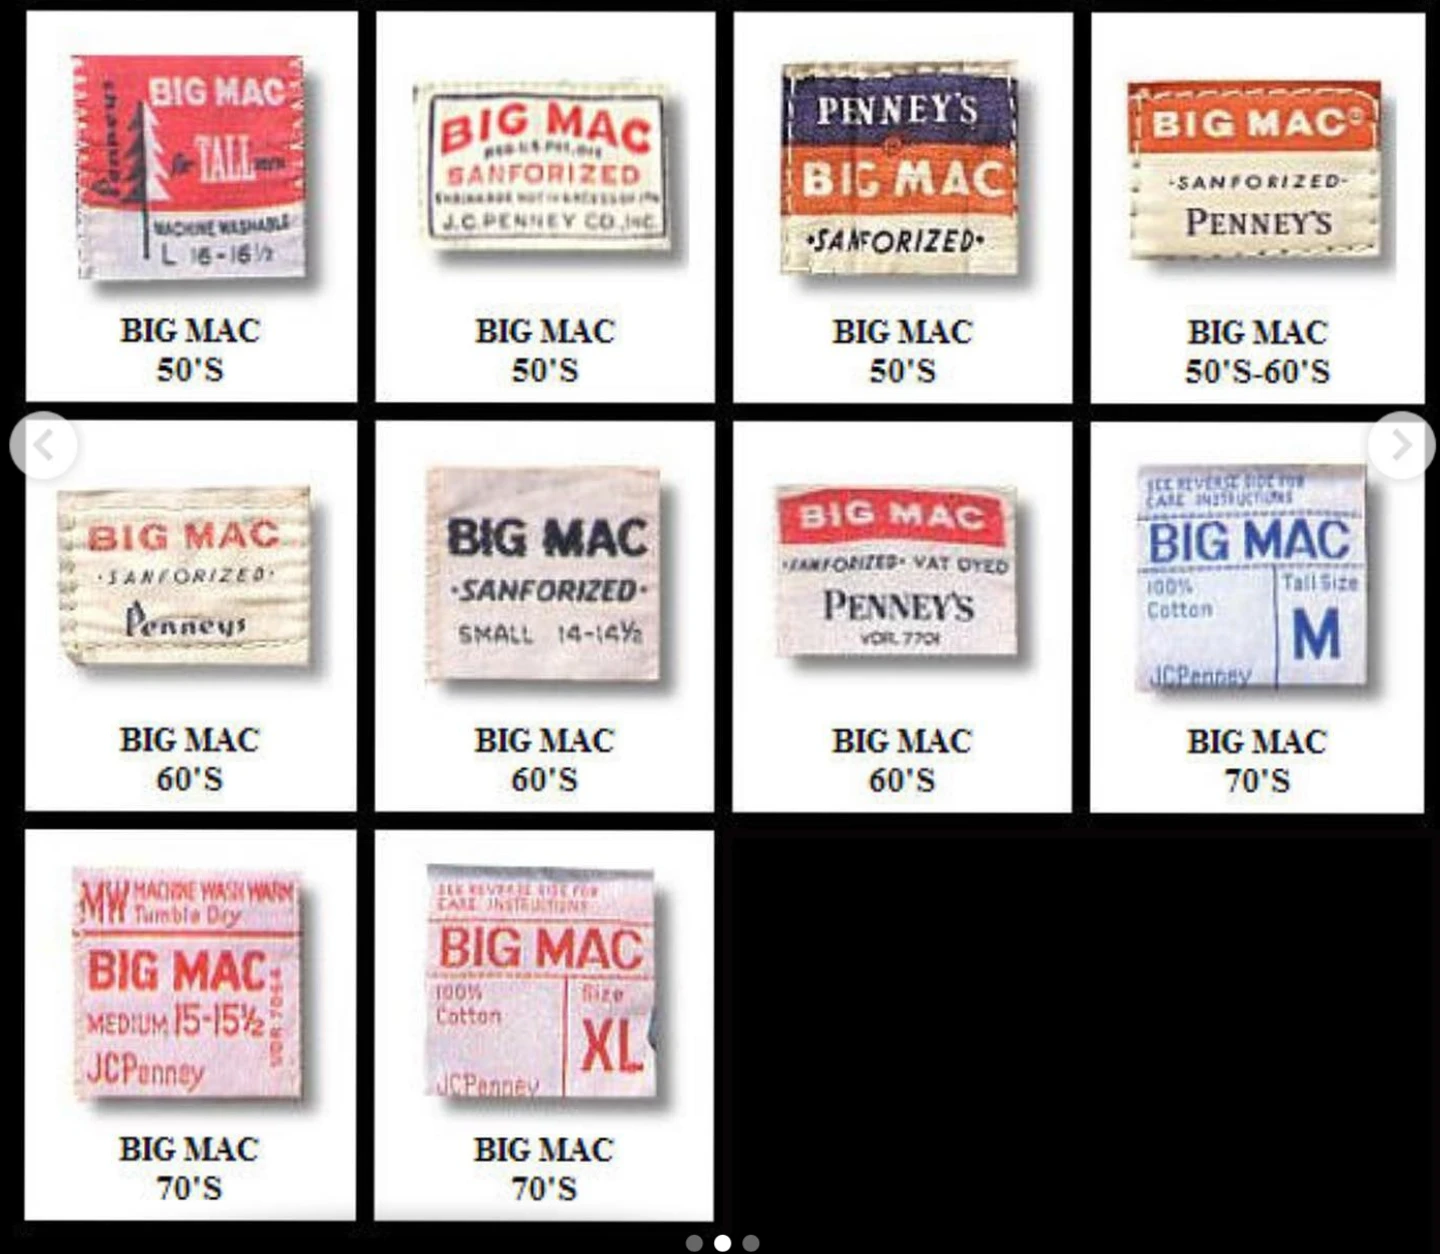 Penneys
BIG MAC
for TALL men
MACHINE WASHABLE
L 16-16½
BIG MAC
50'S
BIG MAC
REG. U.S. PAT. OFF.
SANFORIZED
J.C. PENNEY CO., INC.
BIG MAC
50'S
PENNEY'S
BIG MAC
·SANFORIZED·
BIG MAC
50'S
BIG MAC®
·SANFORIZED·
PENNEY'S
BIG MAC
50'S-60'S
BIG MAC
·SANFORIZED·
Penneys
BIG MAC
60'S
BIG MAC
·SANFORIZED·
SMALL 14-14½
BIG MAC
60'S
BIG MAC
·SANFORIZED· VAT DYED
PENNEY'S
BIG MAC
60'S
SEE REVERSE SIDE FOR
CARE INSTRUCTIONS
BIG MAC
100%
Cotton
Tall Size
M
JCPenney
BIG MAC
70'S
MW MACHINE WASH WARM
Tumble Dry
BIG MAC
MEDIUM 15-15½
JCPenney
BIG MAC
70'S
SEE REVERSE SIDE FOR
CARE INSTRUCTIONS
BIG MAC
100%
Cotton
Size
XL
JCPenney
BIG MAC
70'S